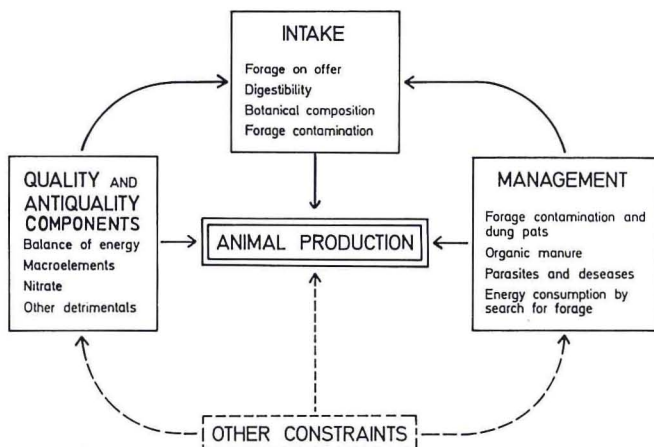 INTAKE
Forage on offer
Digestibility
Botanical composition
Forage contamination
QUALITY AND
ANTIQUALITY
COMPONENTS
Balance of energy
Macroelements
Nitrate
Other detrimentals
ANIMAL PRODUCTION
MANAGEMENT
Forage contamination and
dung pats
Organic manure
Parasites and deseases
Energy consumption by
search for forage
OTHER CONSTRAINTS